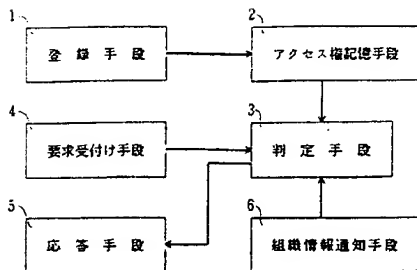 1
登録手段
2
アクセス権記憶手段
4
要求受付け手段
3
判定手段
5
応答手段
6
組織情報通知手段